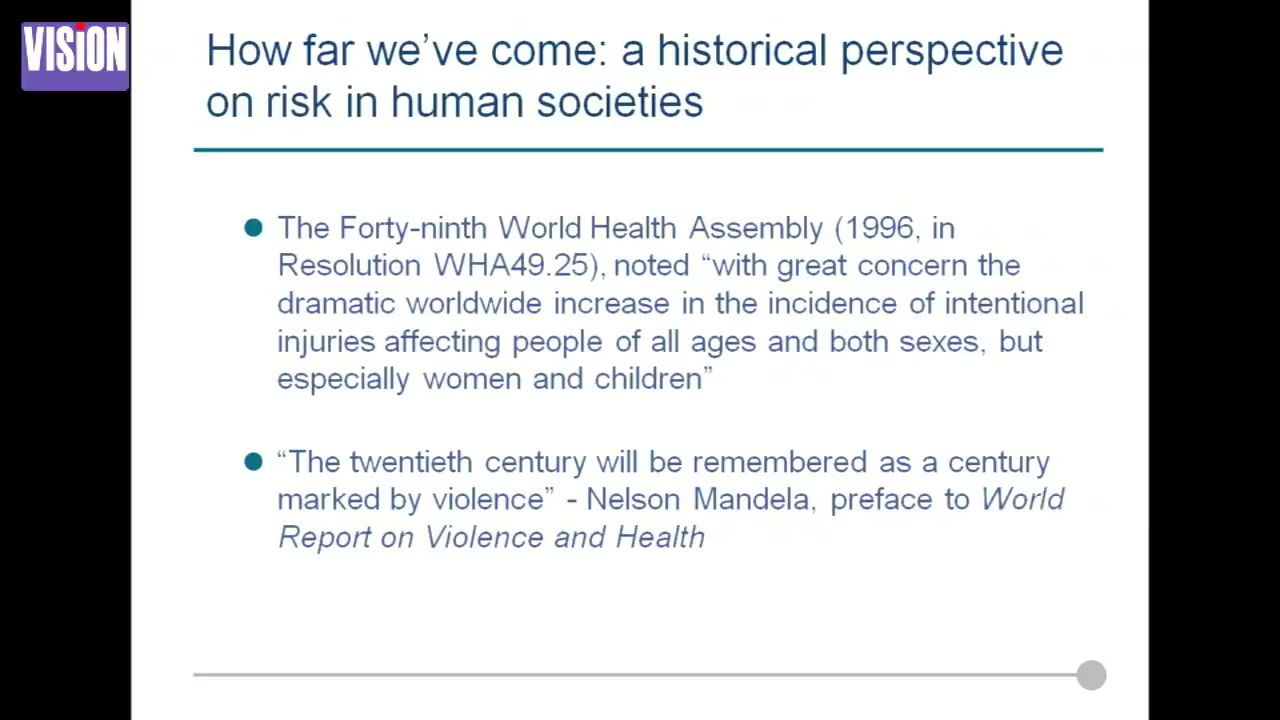 VISiON
How far we’ve come: a historical perspective
on risk in human societies
The Forty-ninth World Health Assembly (1996, in
Resolution WHA49.25), noted “with great concern the
dramatic worldwide increase in the incidence of intentional
injuries affecting people of all ages and both sexes, but
especially women and children”
“The twentieth century will be remembered as a century
marked by violence” - Nelson Mandela, preface to World
Report on Violence and Health